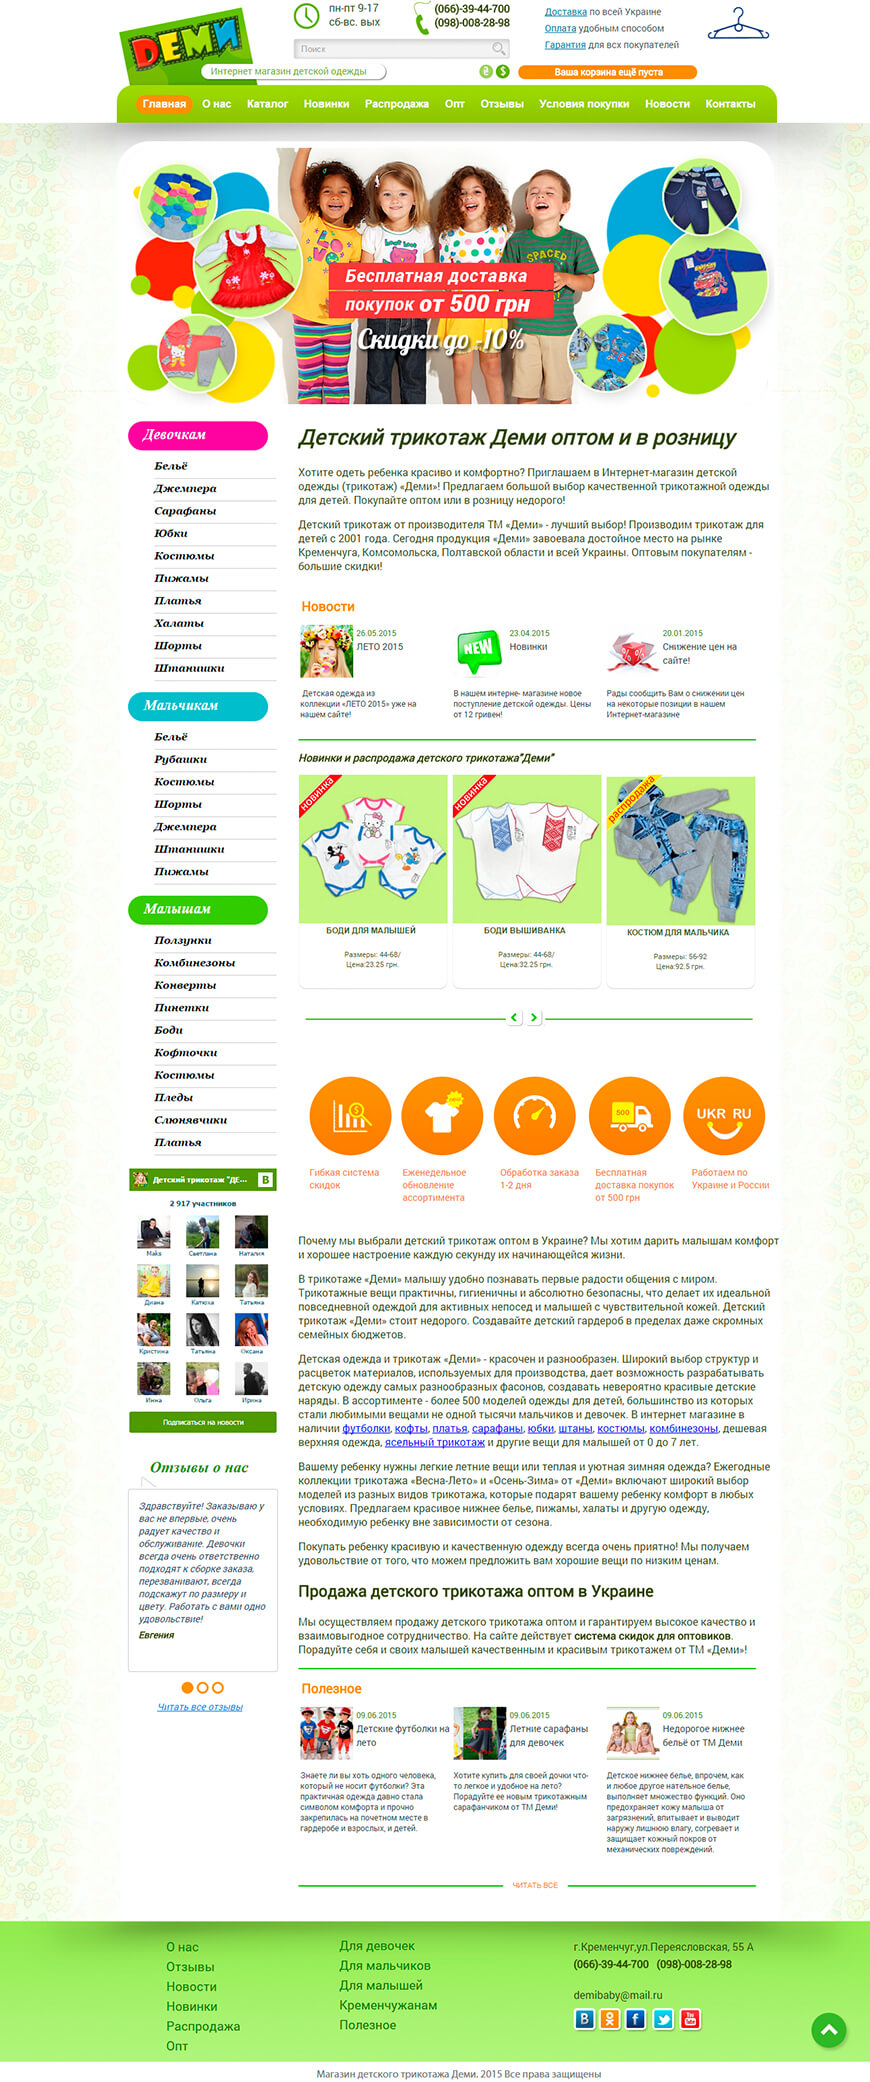 ДЕМИ
Интернет магазин детской одежды
пн-пт 9-17
сб-вс. вых
(066)-39-44-700
(098)-008-28-98
Поиск
Доставка по всей Украине
Оплата удобным способом
Гарантия для всх покупателей
Ваша корзина ещё пуста
Главная О нас Каталог Новинки Распродажа Опт Отзывы Условия покупки Новости Контакты
Бесплатная доставка
покупок от 500 грн
Скидки до -10%
Девочкам
Бельё
Джемпера
Сарафаны
Юбки
Костюмы
Пижамы
Платья
Халаты
Шорты
Штанишки
Мальчикам
Бельё
Рубашки
Костюмы
Шорты
Джемпера
Штанишки
Пижамы
Малышам
Ползунки
Комбинезоны
Конверты
Пинетки
Боди
Кофточки
Костюмы
Пледы
Слюнявчики
Платья
Детский трикотаж "ДЕ...
В
2 917 участников
Maks Светлана Наталия
Диана Катюха Татьяна
Кристина Татьяна Оксана
Инна Ольга Ирина
Подписаться на новости
Отзывы о нас
Здравствуйте! Заказываю у
вас не впервые, очень
радует качество и
обслуживание. Девочки
всегда очень ответственно
подходят к сборке заказа,
перезванивают, всегда
подскажут по размеру и
цвету. Работать с вами одно
удовольствие!
Евгения
Читать все отзывы
Детский трикотаж Деми оптом и в розницу
Хотите одеть ребенка красиво и комфортно? Приглашаем в Интернет-магазин детской
одежды (трикотаж) «Деми»! Предлагаем большой выбор качественной трикотажной одежды
для детей. Покупайте оптом или в розницу недорого!
Детский трикотаж от производителя ТМ «Деми» - лучший выбор! Производим трикотаж для
детей с 2001 года. Сегодня продукция «Деми» завоевала достойное место на рынке
Кременчуга, Комсомольска, Полтавской области и всей Украины. Оптовым покупателям -
большие скидки!
Новости
26.05.2015
ЛЕТО 2015
Детская одежда из
коллекции «ЛЕТО 2015» уже на
нашем сайте!
NEW
23.04.2015
Новинки
В нашем интерне- магазине новое
поступление детской одежды. Цены
от 12 гривен!
20.01.2015
Снижение цен на
сайте!
Рады сообщить Вам о снижении цен
на некоторые позиции в нашем
Интернет-магазине
Новинки и распродажа детского трикотажа"Деми"
новинка
БОДИ ДЛЯ МАЛЫШЕЙ
Размеры: 44-68/
Цена:23.25 грн.
новинка
БОДИ ВЫШИВАНКА
Размеры: 44-68/
Цена:32.25 грн.
распродажа
КОСТЮМ ДЛЯ МАЛЬЧИКА
Размеры: 56-92
Цена:92.5 грн.
500
UKR RU
Гибкая система
скидок
Еженедельное
обновление
ассортимента
Обработка заказа
1-2 дня
Бесплатная
доставка покупок
от 500 грн
Работаем по
Украине и России
Почему мы выбрали детский трикотаж оптом в Украине? Мы хотим дарить малышам комфорт
и хорошее настроение каждую секунду их начинающейся жизни.
В трикотаже «Деми» малышу удобно познавать первые радости общения с миром.
Трикотажные вещи практичны, гигиеничны и абсолютно безопасны, что делает их идеальной
повседневной одеждой для активных непосед и малышей с чувствительной кожей. Детский
трикотаж «Деми» стоит недорого. Создавайте детский гардероб в пределах даже скромных
семейных бюджетов.
Детская одежда и трикотаж «Деми» - красочен и разнообразен. Широкий выбор структур и
расцветок материалов, используемых для производства, дает возможность разрабатывать
детскую одежду самых разнообразных фасонов, создавать невероятно красивые детские
наряды. В ассортименте - более 500 моделей одежды для детей, большинство из которых
стали любимыми вещами не одной тысячи мальчиков и девочек. В интернет магазине в
наличии футболки, кофты, платья, сарафаны, юбки, штаны, костюмы, комбинезоны, дешевая
верхняя одежда, ясельный трикотаж и другие вещи для малышей от 0 до 7 лет.
Вашему ребенку нужны легкие летние вещи или теплая и уютная зимняя одежда? Ежегодные
коллекции трикотажа «Весна-Лето» и «Осень-Зима» от «Деми» включают широкий выбор
моделей из разных видов трикотажа, которые подарят вашему ребенку комфорт в любых
условиях. Предлагаем красивое нижнее белье, пижамы, халаты и другую одежду,
необходимую ребенку вне зависимости от сезона.
Покупать ребенку красивую и качественную одежду всегда очень приятно! Мы получаем
удовольствие от того, что можем предложить вам хорошие вещи по низким ценам.
Продажа детского трикотажа оптом в Украине
Мы осуществляем продажу детского трикотажа оптом и гарантируем высокое качество и
взаимовыгодное сотрудничество. На сайте действует система скидок для оптовиков.
Порадуйте себя и своих малышей качественным и красивым трикотажем от ТМ «Деми»!
Полезное
09.06.2015
Детские футболки на
лето
Знаете ли вы хоть одного человека,
который не носит футболки? Эта
практичная одежда давно стала
символом комфорта и прочно
закрепилась на почетном месте в
гардеробе и взрослых, и детей.
09.06.2015
Летние сарафаны
для девочек
Хотите купить для своей дочки что-
то легкое и удобное на лето?
Порадуйте ее новым трикотажным
сарафанчиком от ТМ Деми!
09.06.2015
Недорогое нижнее
бельё от ТМ Деми
Детское нижнее белье, впрочем, как
и любое другое нательное белье,
выполняет множество функций. Оно
предохраняет кожу малыша от
загрязнений, впитывает и выводит
наружу лишнюю влагу, согревает и
защищает кожный покров от
механических повреждений.
ЧИТАТЬ ВСЕ
О нас
Отзывы
Новости
Новинки
Распродажа
Опт
Для девочек
Для мальчиков
Для малышей
Кременчужанам
Полезное
г.Кременчуг,ул.Переясловская, 55 А
(066)-39-44-700 (098)-008-28-98
demibaby@mail.ru
Магазин детского трикотажа Деми, 2015 Все права защищены